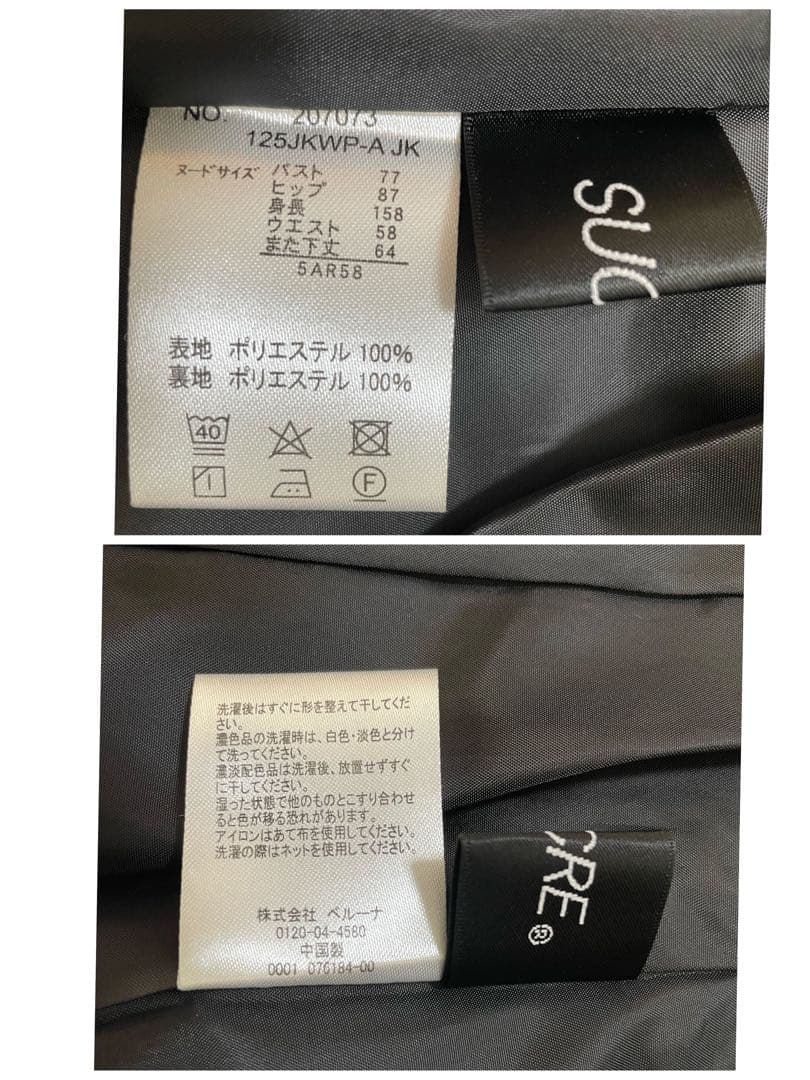 NO. 207073
125JKWP-A JK
ヌードサイズ バスト 77
ヒップ 87
身長 158
ウエスト 58
また下丈 64
5AR58
表地 ポリエステル 100%
裏地 ポリエステル 100%
40
F
SUC
洗濯後はすぐに形を整えて干してくだ
さい。
濃色品の洗濯時は、白色・淡色と分け
て洗ってください。
濃淡配色品は洗濯後、放置せずすぐ
に干してください。
湿った状態で他のものとこすり合わせ
ると色が移る恐れがあります。
アイロンはあて布を使用してください。
洗濯の際はネットを使用してください。
株式会社 ベルーナ
0120-04-4580
中国製
0001 076184-00
CRE®